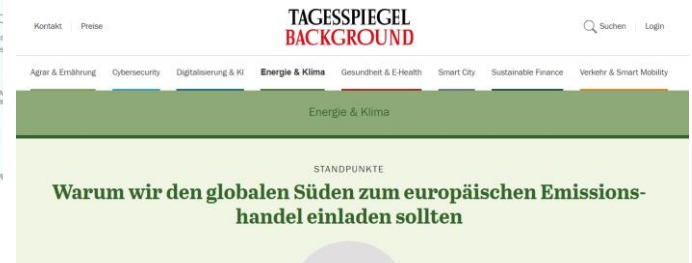 TAGESSPIEGEL
BACKGROUND
Kontakt Preise
Suchen Login
Agrar & Ernährung Cybersecurity Digitalisierung & KI Energie & Klima Gesundheit & E-Health Smart City Sustainable Finance Verkehr & Smart Mobility
Energie & Klima
STANDPUNKTE
Warum wir den globalen Süden zum europäischen Emissions-
handel einladen sollten